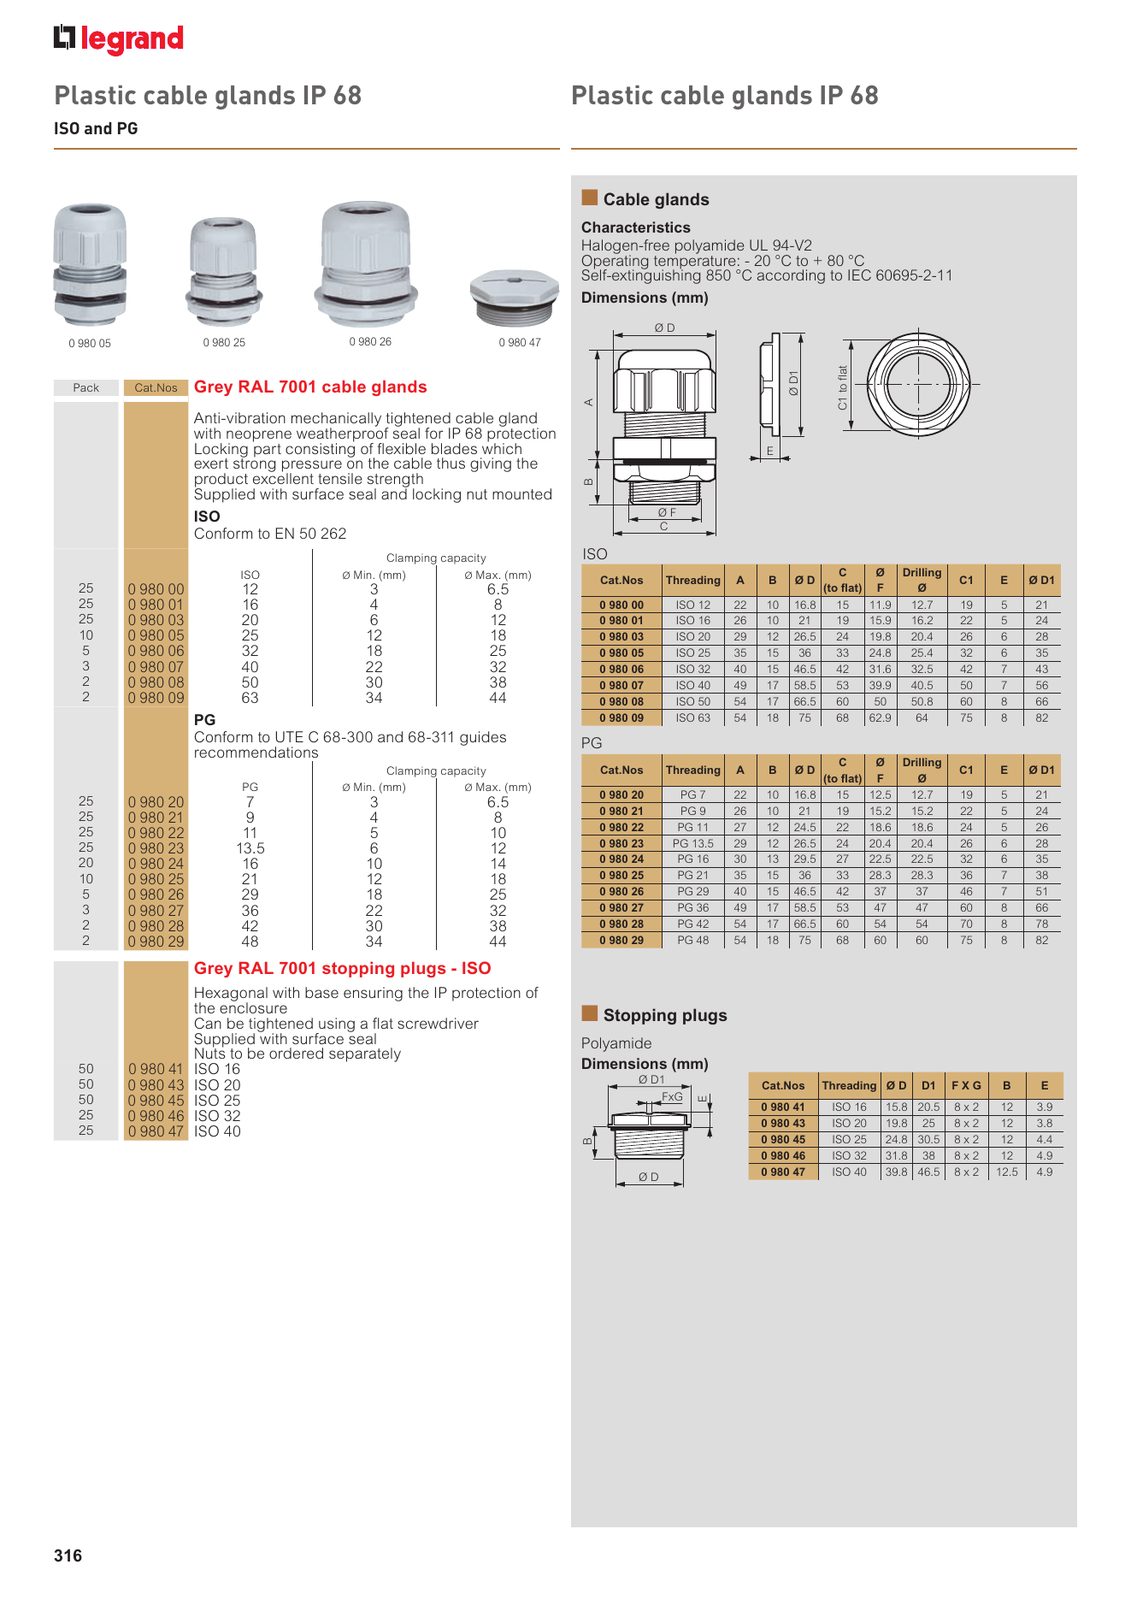 legrand
Plastic cable glands IP 68
ISO and PG
0 980 05 0 980 25 0 980 26 0 980 47
Pack Cat.Nos Grey RAL 7001 cable glands
Anti-vibration mechanically tightened cable gland
with neoprene weatherproof seal for IP 68 protection
Locking part consisting of flexible blades which
exert strong pressure on the cable thus giving the
product excellent tensile strength
Supplied with surface seal and locking nut mounted
ISO
Conform to EN 50 262
Clamping capacity
ISO Ø Min. (mm) Ø Max. (mm)
25 0 980 00 12 3 6.5
25 0 980 01 16 4 8
25 0 980 03 20 6 12
10 0 980 05 25 12 18
5 0 980 06 32 18 25
3 0 980 07 40 22 32
2 0 980 08 50 30 38
2 0 980 09 63 34 44
PG
Conform to UTE C 68-300 and 68-311 guides
recommendations
Clamping capacity
PG Ø Min. (mm) Ø Max. (mm)
25 0 980 20 7 3 6.5
25 0 980 21 9 4 8
25 0 980 22 11 5 10
25 0 980 23 13.5 6 12
20 0 980 24 16 10 14
10 0 980 25 21 12 18
5 0 980 26 29 18 25
3 0 980 27 36 22 32
2 0 980 28 42 30 38
2 0 980 29 48 34 44
Grey RAL 7001 stopping plugs - ISO
Hexagonal with base ensuring the IP protection of
the enclosure
Can be tightened using a flat screwdriver
Supplied with surface seal
Nuts to be ordered separately
50 0 980 41 ISO 16
50 0 980 43 ISO 20
50 0 980 45 ISO 25
25 0 980 46 ISO 32
25 0 980 47 ISO 40
Plastic cable glands IP 68
Cable glands
Characteristics
Halogen-free polyamide UL 94-V2
Operating temperature: - 20 °C to + 80 °C
Self-extinguishing 850 °C according to IEC 60695-2-11
Dimensions (mm)
Ø D
A
B
Ø F
C
Ø D1
E
C1 to flat
ISO
Cat.Nos Threading A B Ø D C (to flat) Ø F Drilling Ø C1 E Ø D1
0 980 00 ISO 12 22 10 16.8 15 11.9 12.7 19 5 21
0 980 01 ISO 16 26 10 21 19 15.9 16.2 22 5 24
0 980 03 ISO 20 29 12 26.5 24 19.8 20.4 26 6 28
0 980 05 ISO 25 35 15 36 33 24.8 25.4 32 6 35
0 980 06 ISO 32 40 15 46.5 42 31.6 32.5 42 7 43
0 980 07 ISO 40 49 17 58.5 53 39.9 40.5 50 7 56
0 980 08 ISO 50 54 17 66.5 60 50 50.8 60 8 66
0 980 09 ISO 63 54 18 75 68 62.9 64 75 8 82
PG
Cat.Nos Threading A B Ø D C (to flat) Ø F Drilling Ø C1 E Ø D1
0 980 20 PG 7 22 10 16.8 15 12.5 12.7 19 5 21
0 980 21 PG 9 26 10 21 19 15.2 15.2 22 5 24
0 980 22 PG 11 27 12 24.5 22 18.6 18.6 24 5 26
0 980 23 PG 13.5 29 12 26.5 24 20.4 20.4 26 6 28
0 980 24 PG 16 30 13 29.5 27 22.5 22.5 32 6 35
0 980 25 PG 21 35 15 36 33 28.3 28.3 36 7 38
0 980 26 PG 29 40 15 46.5 42 37 37 46 7 51
0 980 27 PG 36 49 17 58.5 53 47 47 60 8 66
0 980 28 PG 42 54 17 66.5 60 54 54 70 8 78
0 980 29 PG 48 54 18 75 68 60 60 75 8 82
Stopping plugs
Polyamide
Dimensions (mm)
Ø D1
FxG
E
B
Ø D
Cat.Nos Threading Ø D D1 F X G B E
0 980 41 ISO 16 15.8 20.5 8 x 2 12 3.9
0 980 43 ISO 20 19.8 25 8 x 2 12 3.8
0 980 45 ISO 25 24.8 30.5 8 x 2 12 4.4
0 980 46 ISO 32 31.8 38 8 x 2 12 4.9
0 980 47 ISO 40 39.8 46.5 8 x 2 12.5 4.9
316